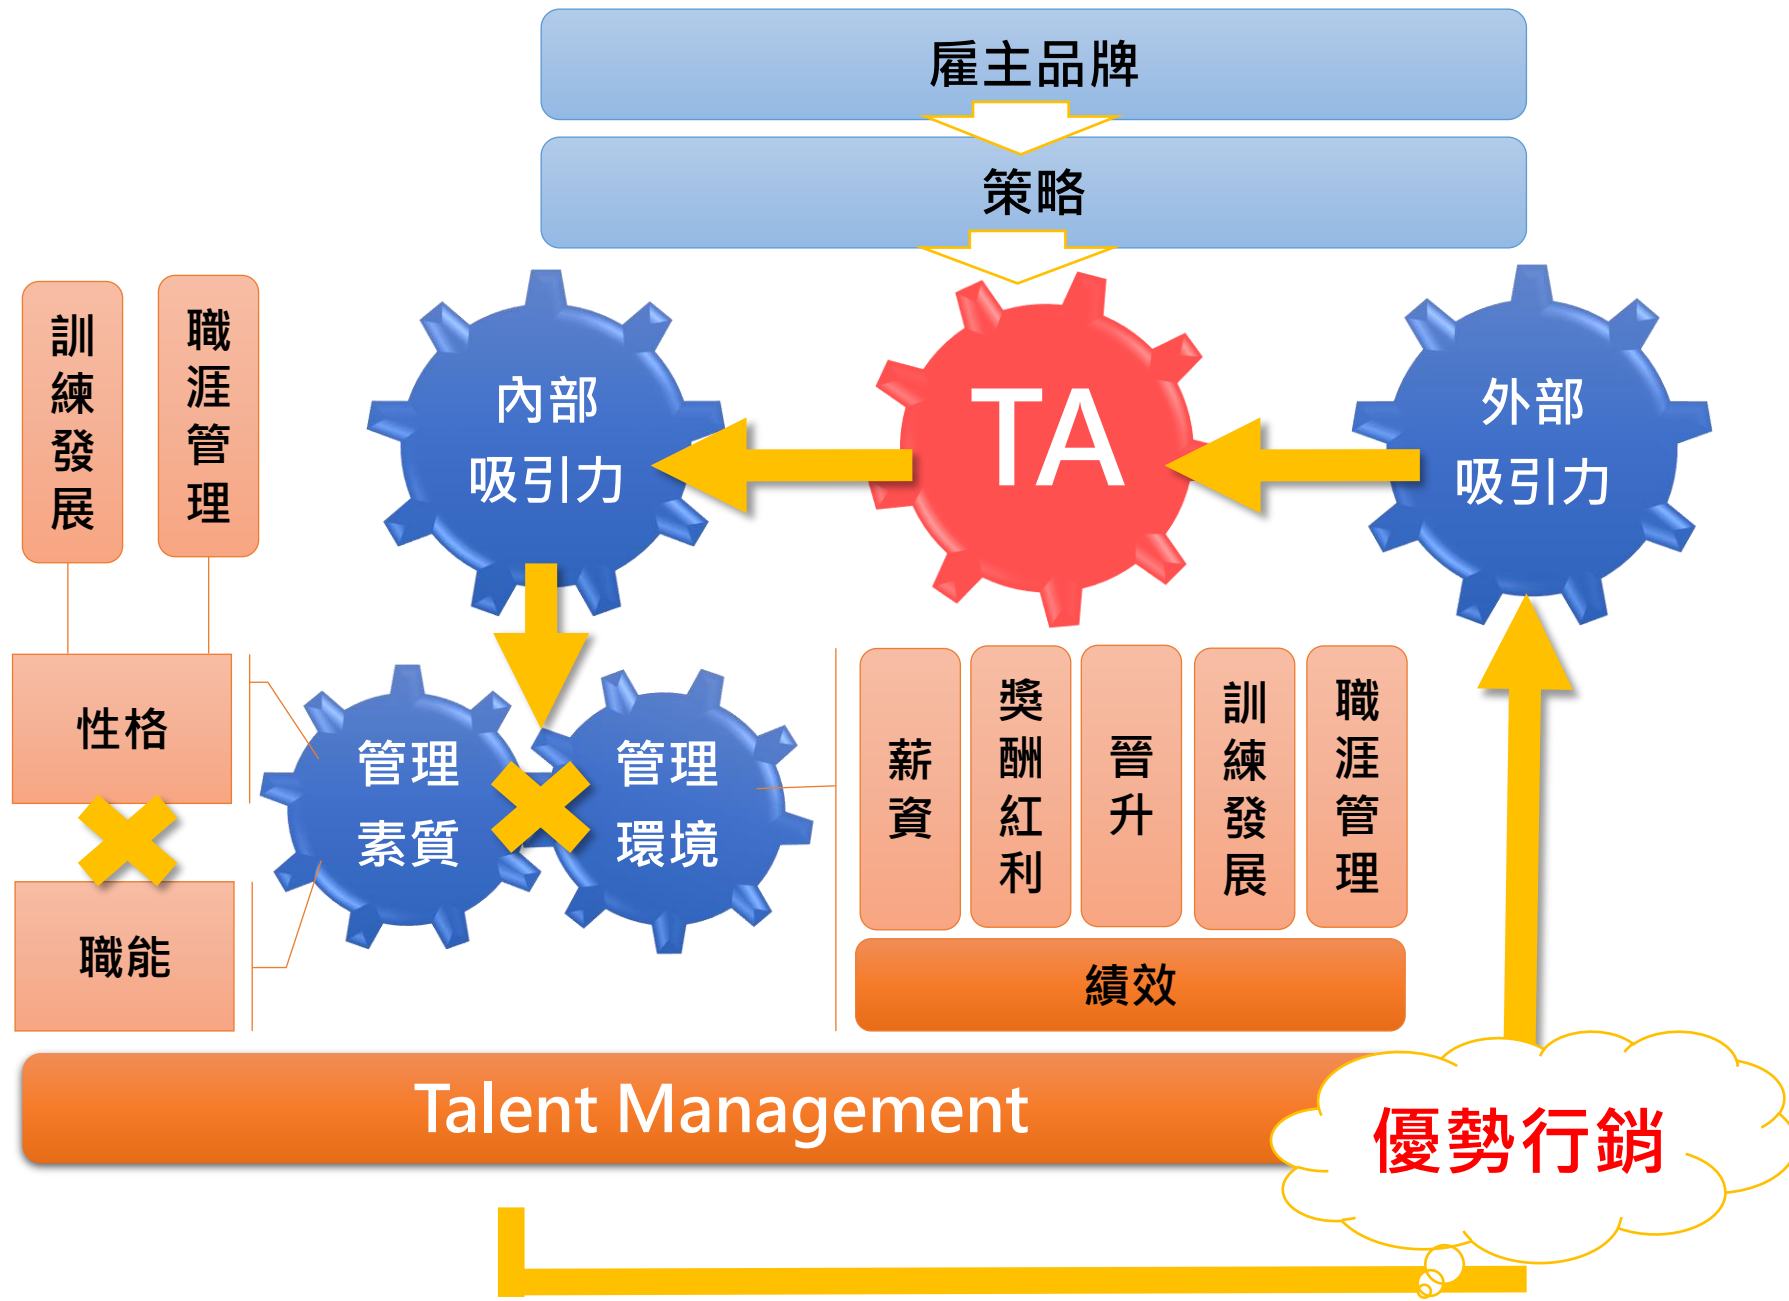 雇主品牌
策略
訓練發展
職涯管理
內部
吸引力
TA
外部
吸引力
性格
職能
管理
素質
管理
環境
薪資
獎酬紅利
晉升
訓練發展
職涯管理
績效
Talent Management
優勢行銷